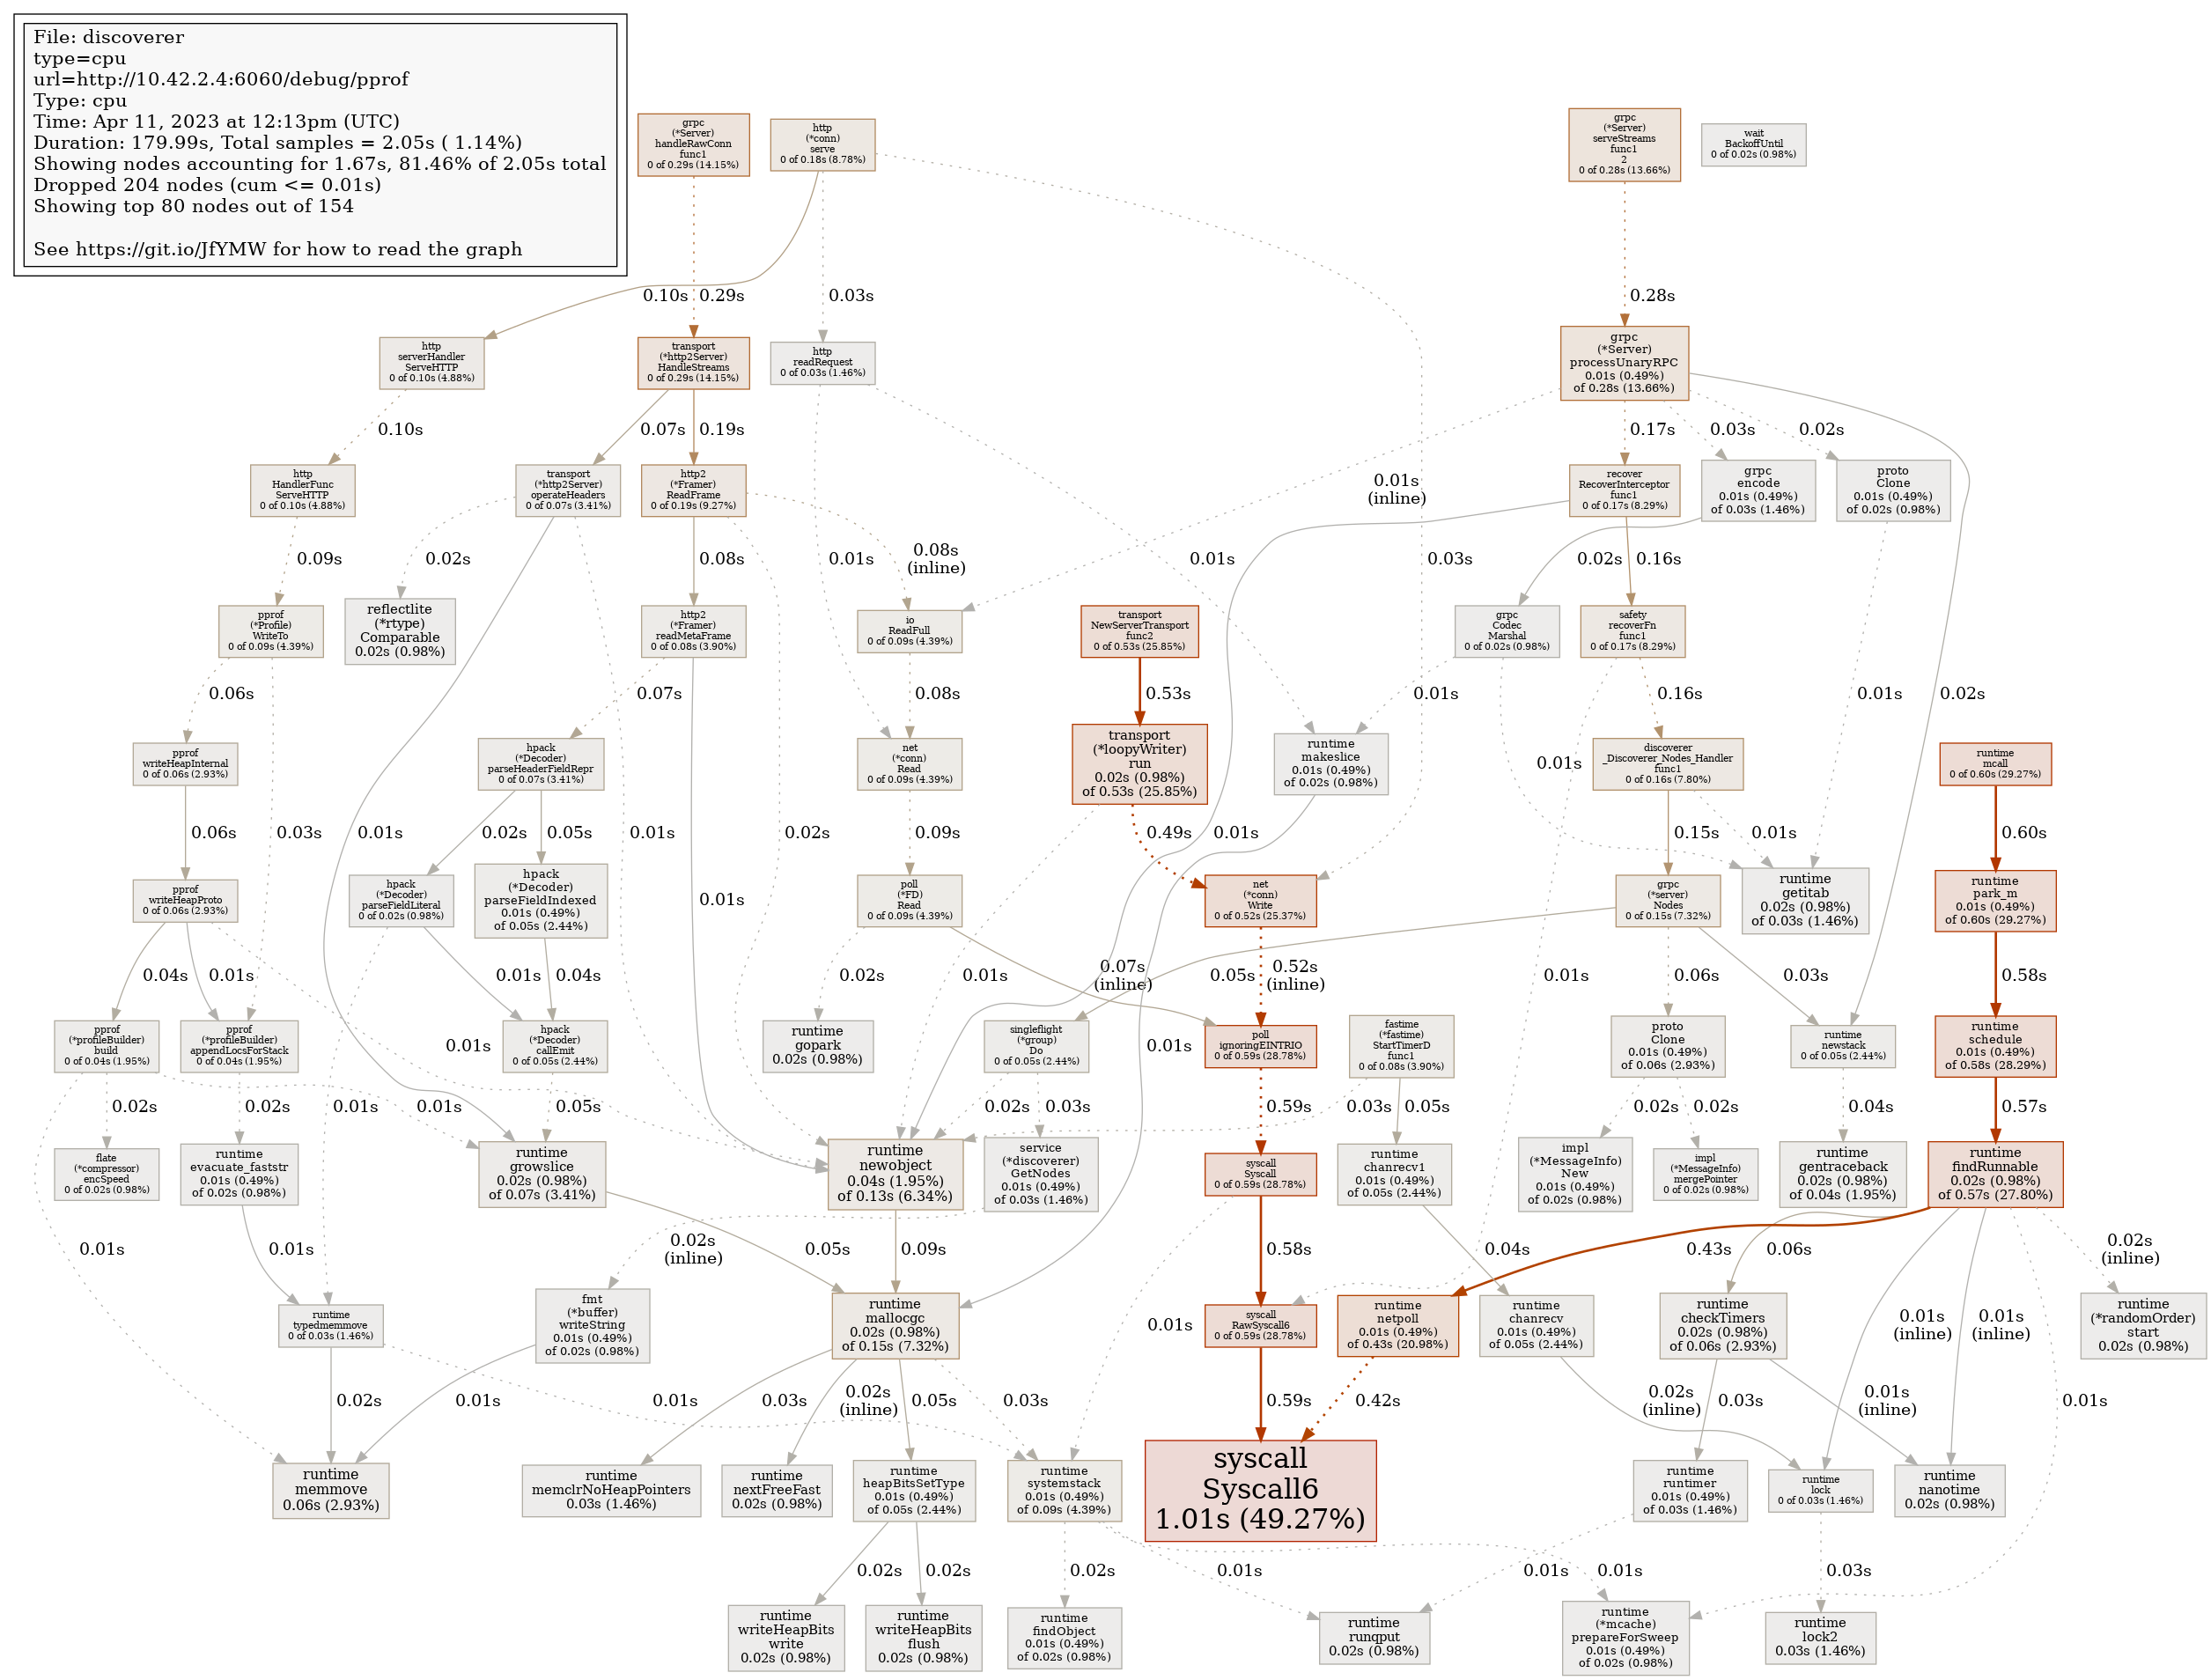 File: discoverer
type=cpu
url=http://10.42.2.4:6060/debug/pprof
Type: cpu
Time: Apr 11, 2023 at 12:13pm (UTC)
Duration: 179.99s, Total samples = 2.05s ( 1.14%)
Showing nodes accounting for 1.67s, 81.46% of 2.05s total
Dropped 204 nodes (cum <= 0.01s)
Showing top 80 nodes out of 154
See https://git.io/JfYMW for how to read the graph
grpc
(*Server)
handleRawConn
func1
0 of 0.29s (14.15%)
http
(*conn)
serve
0 of 0.18s (8.78%)
grpc
(*Server)
serveStreams
func1
2
0 of 0.28s (13.66%)
wait
BackoffUntil
0 of 0.02s (0.98%)
0.10s
0.29s
0.03s
0.28s
http
serverHandler
ServeHTTP
0 of 0.10s (4.88%)
transport
(*http2Server)
HandleStreams
0 of 0.29s (14.15%)
http
readRequest
0 of 0.03s (1.46%)
grpc
(*Server)
processUnaryRPC
0.01s (0.49%)
of 0.28s (13.66%)
0.10s
0.07s
0.19s
0.17s
0.03s
0.02s
http
HandlerFunc
ServeHTTP
0 of 0.10s (4.88%)
transport
(*http2Server)
operateHeaders
0 of 0.07s (3.41%)
http2
(*Framer)
ReadFrame
0 of 0.19s (9.27%)
0.01s
(inline)
recover
RecoverInterceptor
func1
0 of 0.17s (8.29%)
grpc
encode
0.01s (0.49%)
of 0.03s (1.46%)
proto
Clone
0.01s (0.49%)
of 0.02s (0.98%)
0.09s
0.02s
0.08s
0.08s
(inline)
0.01s
0.01s
0.03s
0.02s
0.16s
pprof
(*Profile)
WriteTo
0 of 0.09s (4.39%)
reflectlite
(*rtype)
Comparable
0.02s (0.98%)
http2
(*Framer)
readMetaFrame
0 of 0.08s (3.90%)
io
ReadFull
0 of 0.09s (4.39%)
transport
NewServerTransport
func2
0 of 0.53s (25.85%)
grpc
Codec
Marshal
0 of 0.02s (0.98%)
safety
recoverFn
func1
0 of 0.17s (8.29%)
0.06s
0.07s
0.08s
0.53s
0.01s
0.16s
0.01s
0.02s
pprof
writeHeapInternal
0 of 0.06s (2.93%)
hpack
(*Decoder)
parseHeaderFieldRepr
0 of 0.07s (3.41%)
net
(*conn)
Read
0 of 0.09s (4.39%)
transport
(*loopyWriter)
run
0.02s (0.98%)
of 0.53s (25.85%)
runtime
makeslice
0.01s (0.49%)
of 0.02s (0.98%)
0.01s
discoverer
_Discoverer_Nodes_Handler
func1
0 of 0.16s (7.80%)
runtime
mcall
0 of 0.60s (29.27%)
0.06s
0.03s
0.01s
0.02s
0.05s
0.01s
0.02s
0.09s
0.49s
0.01s
0.15s
0.01s
0.60s
pprof
writeHeapProto
0 of 0.06s (2.93%)
hpack
(*Decoder)
parseFieldLiteral
0 of 0.02s (0.98%)
hpack
(*Decoder)
parseFieldIndexed
0.01s (0.49%)
of 0.05s (2.44%)
0.01s
poll
(*FD)
Read
0 of 0.09s (4.39%)
net
(*conn)
Write
0 of 0.52s (25.37%)
grpc
(*server)
Nodes
0 of 0.15s (7.32%)
runtime
getitab
0.02s (0.98%)
of 0.03s (1.46%)
runtime
park_m
0.01s (0.49%)
of 0.60s (29.27%)
0.04s
0.01s
0.01s
0.04s
0.02s
0.01s
0.07s
(inline)
0.05s
0.52s
(inline)
0.01s
0.06s
0.03s
0.58s
pprof
(*profileBuilder)
build
0 of 0.04s (1.95%)
pprof
(*profileBuilder)
appendLocsForStack
0 of 0.04s (1.95%)
0.01s
hpack
(*Decoder)
callEmit
0 of 0.05s (2.44%)
runtime
gopark
0.02s (0.98%)
singleflight
(*group)
Do
0 of 0.05s (2.44%)
0.01s
poll
ignoringEINTRIO
0 of 0.59s (28.78%)
fastime
(*fastime)
StartTimerD
func1
0 of 0.08s (3.90%)
proto
Clone
0.01s (0.49%)
of 0.06s (2.93%)
runtime
newstack
0 of 0.05s (2.44%)
runtime
schedule
0.01s (0.49%)
of 0.58s (28.29%)
0.02s
0.02s
0.01s
0.01s
0.05s
0.02s
0.03s
0.59s
0.03s
0.05s
0.02s
0.02s
0.04s
0.57s
flate
(*compressor)
encSpeed
0 of 0.02s (0.98%)
runtime
evacuate_faststr
0.01s (0.49%)
of 0.02s (0.98%)
runtime
growslice
0.02s (0.98%)
of 0.07s (3.41%)
runtime
newobject
0.04s (1.95%)
of 0.13s (6.34%)
service
(*discoverer)
GetNodes
0.01s (0.49%)
of 0.03s (1.46%)
syscall
Syscall
0 of 0.59s (28.78%)
runtime
chanrecv1
0.01s (0.49%)
of 0.05s (2.44%)
impl
(*MessageInfo)
New
0.01s (0.49%)
of 0.02s (0.98%)
impl
(*MessageInfo)
mergePointer
0 of 0.02s (0.98%)
runtime
gentraceback
0.02s (0.98%)
of 0.04s (1.95%)
runtime
findRunnable
0.02s (0.98%)
of 0.57s (27.80%)
0.01s
0.01s
0.02s
(inline)
0.05s
0.09s
0.58s
0.04s
0.43s
0.06s
0.02s
(inline)
runtime
typedmemmove
0 of 0.03s (1.46%)
fmt
(*buffer)
writeString
0.01s (0.49%)
of 0.02s (0.98%)
runtime
mallocgc
0.02s (0.98%)
of 0.15s (7.32%)
0.01s
syscall
RawSyscall6
0 of 0.59s (28.78%)
runtime
netpoll
0.01s (0.49%)
of 0.43s (20.98%)
runtime
chanrecv
0.01s (0.49%)
of 0.05s (2.44%)
runtime
checkTimers
0.02s (0.98%)
of 0.06s (2.93%)
0.01s
(inline)
0.01s
(inline)
runtime
(*randomOrder)
start
0.02s (0.98%)
0.02s
0.01s
0.01s
0.03s
0.02s
(inline)
0.05s
0.03s
0.59s
0.42s
0.02s
(inline)
0.03s
0.01s
(inline)
0.01s
runtime
memmove
0.06s (2.93%)
runtime
memclrNoHeapPointers
0.03s (1.46%)
runtime
nextFreeFast
0.02s (0.98%)
runtime
heapBitsSetType
0.01s (0.49%)
of 0.05s (2.44%)
runtime
systemstack
0.01s (0.49%)
of 0.09s (4.39%)
syscall
Syscall6
1.01s (49.27%)
runtime
runtimer
0.01s (0.49%)
of 0.03s (1.46%)
runtime
lock
0 of 0.03s (1.46%)
runtime
nanotime
0.02s (0.98%)
0.02s
0.02s
0.02s
0.01s
0.01s
0.01s
0.03s
runtime
writeHeapBits
write
0.02s (0.98%)
runtime
writeHeapBits
flush
0.02s (0.98%)
runtime
findObject
0.01s (0.49%)
of 0.02s (0.98%)
runtime
runqput
0.02s (0.98%)
runtime
(*mcache)
prepareForSweep
0.01s (0.49%)
of 0.02s (0.98%)
runtime
lock2
0.03s (1.46%)